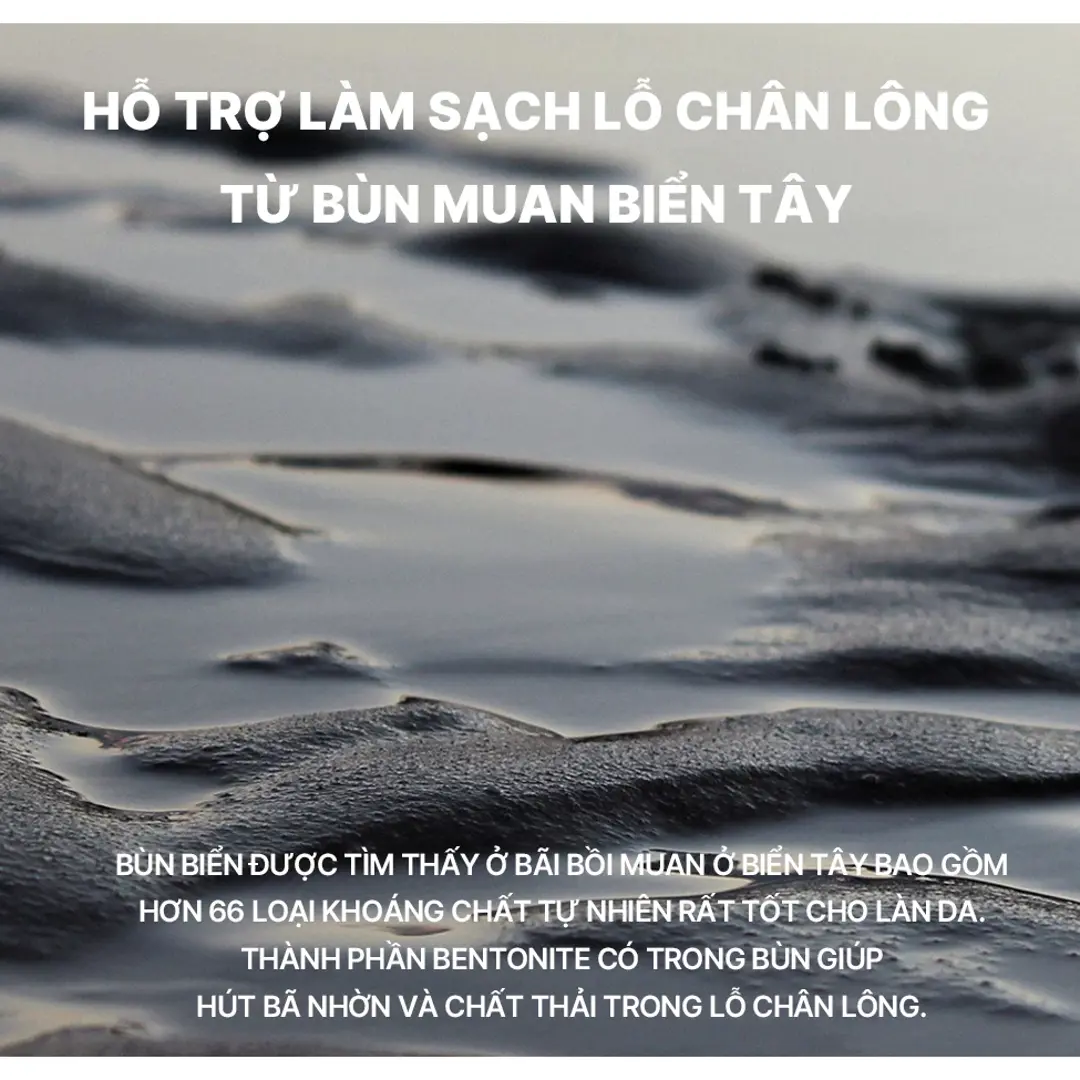 HỖ TRỢ LÀM SẠCH LỖ CHÂN LÔNG
TỪ BÙN MUAN BIỂN TÂY
BÙN BIỂN ĐƯỢC TÌM THẤY Ở BÃI BỒI MUAN Ở BIỂN TÂY BAO GỒM
HƠN 66 LOẠI KHOÁNG CHẤT TỰ NHIÊN RẤT TỐT CHO LÀN DA.
THÀNH PHẦN BENTONITE CÓ TRONG BÙN GIÚP
HÚT BÃ NHỜN VÀ CHẤT THẢI TRONG LỖ CHÂN LÔNG.